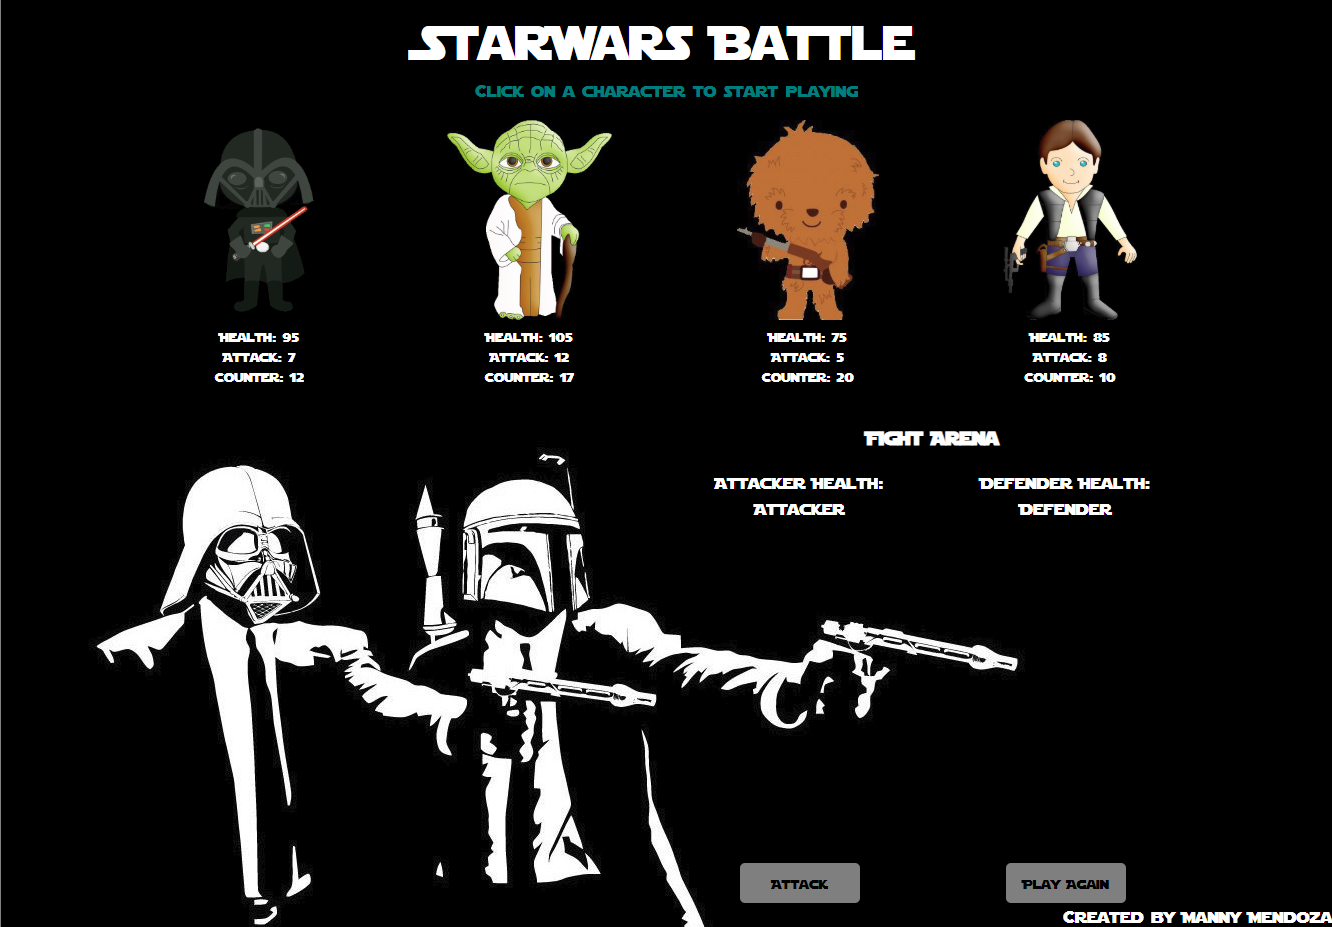 Starwars Battle
Click on a character to start playing
Health: 95
Attack: 7
Counter: 12
Health: 105
Attack: 12
Counter: 17
Health: 75
Attack: 5
Counter: 20
Health: 85
Attack: 8
Counter: 10
Fight Arena
Attacker Health:
Attacker
Defender Health:
Defender
Attack
Play Again
Created by Manny Mendoza